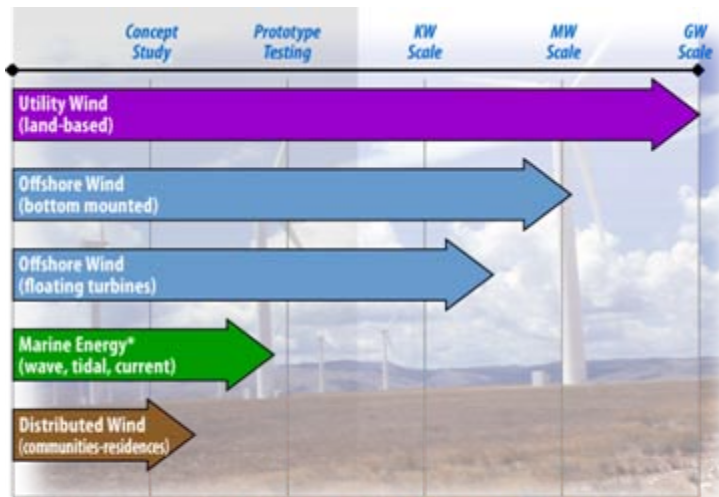 Concept Study
Prototype Testing
KW Scale
MW Scale
GW Scale
Utility Wind
(land-based)
Offshore Wind
(bottom mounted)
Offshore Wind
(floating turbines)
Marine Energy*
(wave, tidal, current)
Distributed Wind
(communities-residences)